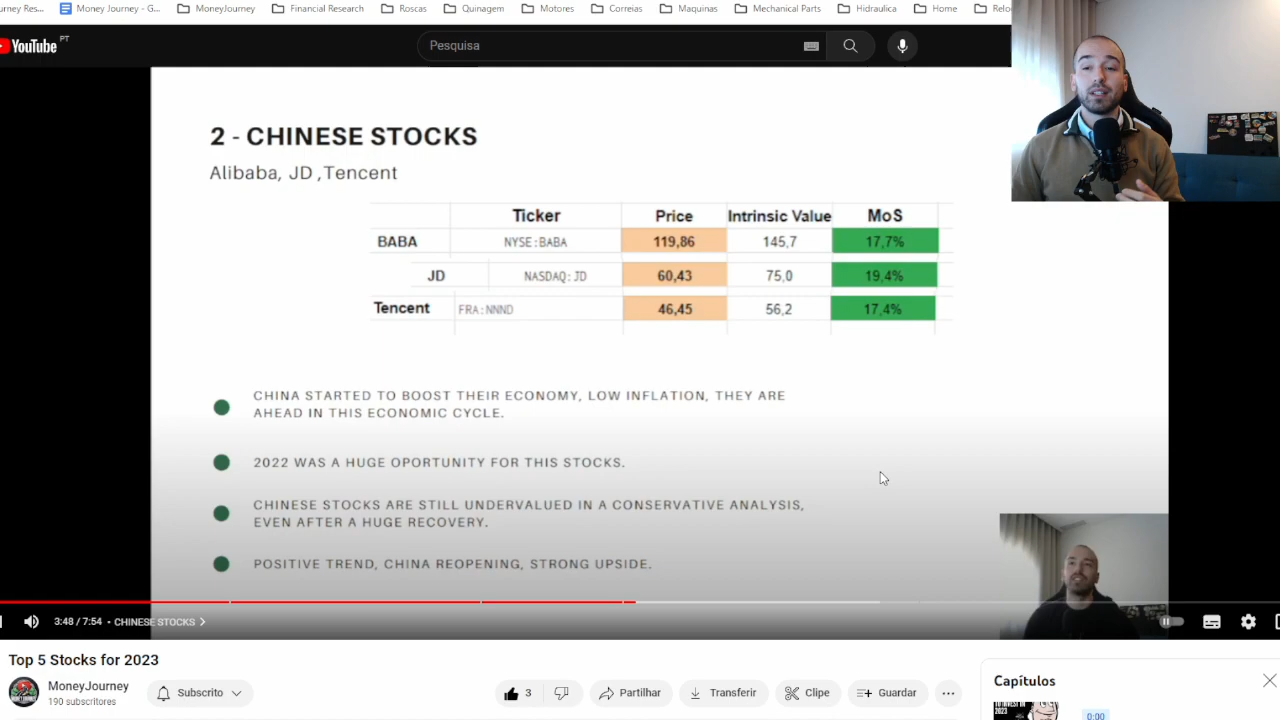 urney Res...
Money Journey - G...
MoneyJourney
Financial Research
Roscas
Quinagem
Motores
Correias
Maquinas
Mechanical Parts
Hidraulica
Home
Relo
YouTube PT
Pesquisa
2 - CHINESE STOCKS
Alibaba, JD ,Tencent
Ticker Price Intrinsic Value MoS
BABA NYSE:BABA 119,86 145,7 17,7%
JD NASDAQ:JD 60,43 75,0 19,4%
Tencent FRA:NNND 46,45 56,2 17,4%
CHINA STARTED TO BOOST THEIR ECONOMY, LOW INFLATION, THEY ARE
AHEAD IN THIS ECONOMIC CYCLE.
2022 WAS A HUGE OPORTUNITY FOR THIS STOCKS.
CHINESE STOCKS ARE STILL UNDERVALUED IN A CONSERVATIVE ANALYSIS,
EVEN AFTER A HUGE RECOVERY.
POSITIVE TREND, CHINA REOPENING, STRONG UPSIDE.
3:48 / 7:54 • CHINESE STOCKS
Top 5 Stocks for 2023
MoneyJourney
190 subscritores
Subscrito
3
Partilhar
Transferir
Clipe
Guardar
Capítulos
0:00